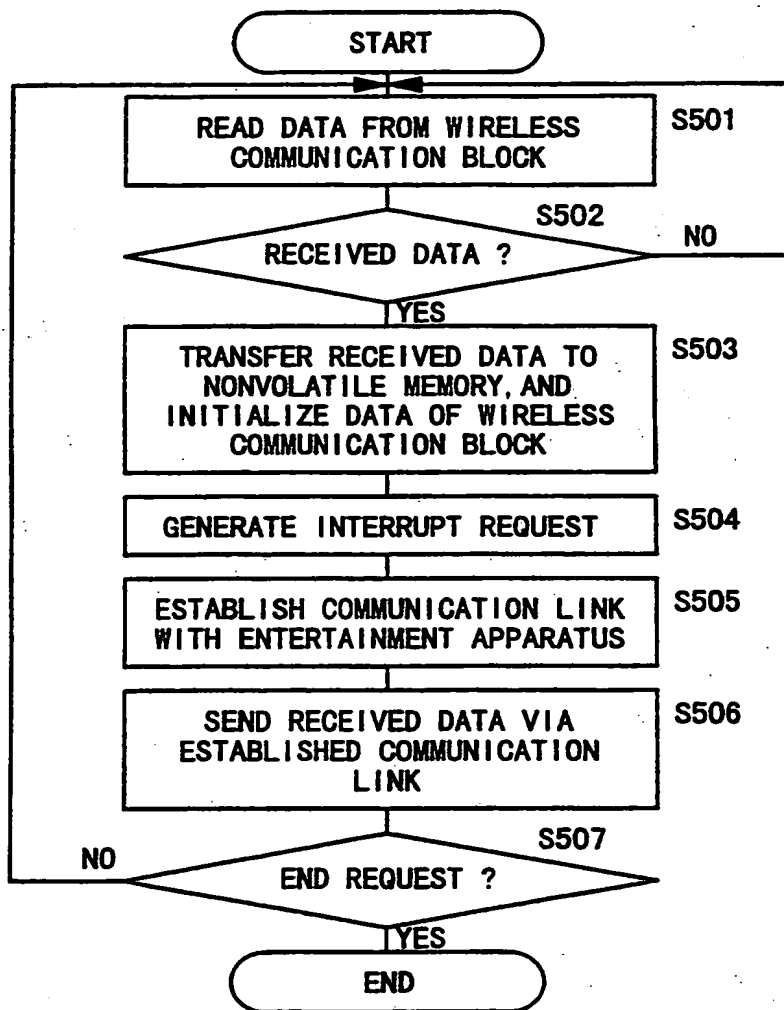 START
READ DATA FROM WIRELESS
COMMUNICATION BLOCK
S501
S502
RECEIVED DATA ?
NO
YES
TRANSFER RECEIVED DATA TO
NONVOLATILE MEMORY, AND
INITIALIZE DATA OF WIRELESS
COMMUNICATION BLOCK
S503
GENERATE INTERRUPT REQUEST
S504
ESTABLISH COMMUNICATION LINK
WITH ENTERTAINMENT APPARATUS
S505
SEND RECEIVED DATA VIA
ESTABLISHED COMMUNICATION
LINK
S506
S507
NO
END REQUEST ?
YES
END